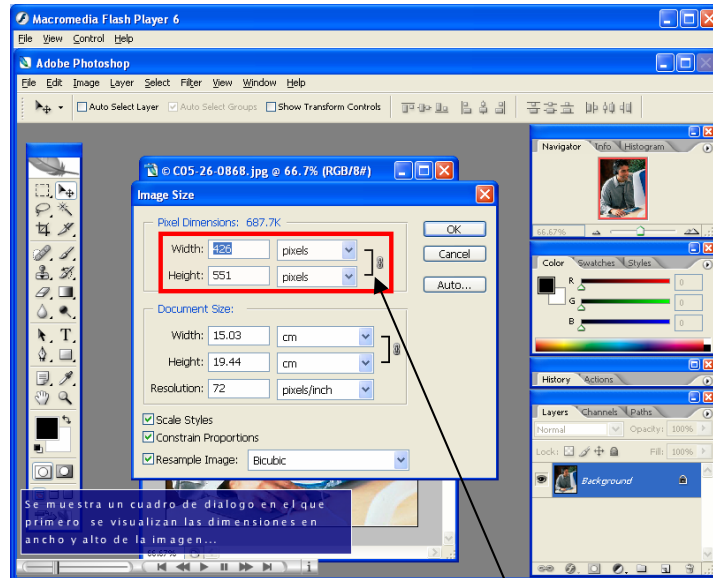 Macromedia Flash Player 6
File View Control Help
Adobe Photoshop
File Edit Image Layer Select Filter View Window Help
Auto Select Layer Auto Select Groups Show Transform Controls
Navigator Info Histogram
66.67%
© C05-26-0868.jpg @ 66.7% (RGB/8#)
Image Size
Pixel Dimensions: 687.7K
Width: 426 pixels
Height: 551 pixels
OK
Cancel
Auto...
Document Size:
Width: 15.03 cm
Height: 19.44 cm
Resolution: 72 pixels/inch
Scale Styles
Constrain Proportions
Resample Image: Bicubic
Color Swatches Styles
R 0
G 0
B 0
History Actions
Layers Channels Paths
Normal Opacity: 100%
Lock: Fill: 100%
Background
Se muestra un cuadro de dialogo en el que
primero se visualizan las dimensiones en
ancho y alto de la imagen...
66.67%